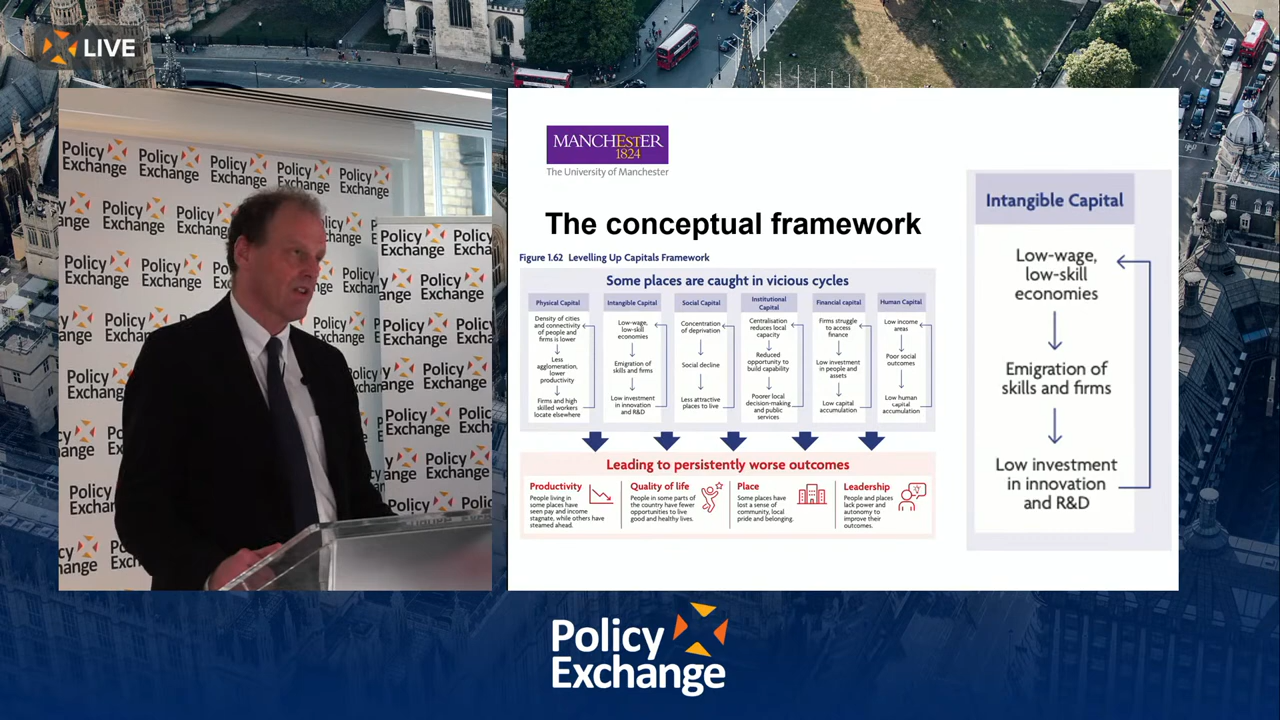 LIVE
Policy Exchange
Policy Exchange
Policy Exchange
Policy Exchange
Policy Exchange
MANCHESTER
1824
The University of Manchester
The conceptual framework
Figure 1.62 Levelling Up Capitals Framework
Some places are caught in vicious cycles
Physical Capital
Density of cities
and connectivity
of people and
firms is lower
Less
agglomeration,
lower
productivity
Firms and high
skilled workers
locate elsewhere
Intangible Capital
Low-wage,
low-skill
economies
Emigration of
skills and firms
Low investment
in innovation
and R&D
Social Capital
Concentration
of deprivation
Social decline
Less attractive
places to live
Institutional
Capital
Centralisation
reduces local
capacity
Reduced
opportunity to
build capability
Poorer local
decision-making
and public
services
Financial capital
Firms struggle
to access
finance
Low investment
in people and
assets
Low capital
accumulation
Human Capital
Low income
areas
Poor social
outcomes
Low human
capital
accumulation
Leading to persistently worse outcomes
Productivity
People living in
some places have
seen pay and income
stagnate, while others have
steamed ahead.
Quality of life
People in some parts of
the country have fewer
opportunities to live
good and healthy lives.
Place
Some places have
lost a sense of
community, local
pride and belonging.
Leadership
People and places
lack power and
autonomy to
improve their
outcomes.
Intangible Capital
Low-wage,
low-skill
economies
Emigration of
skills and firms
Low investment
in innovation
and R&D
Policy
Exchange